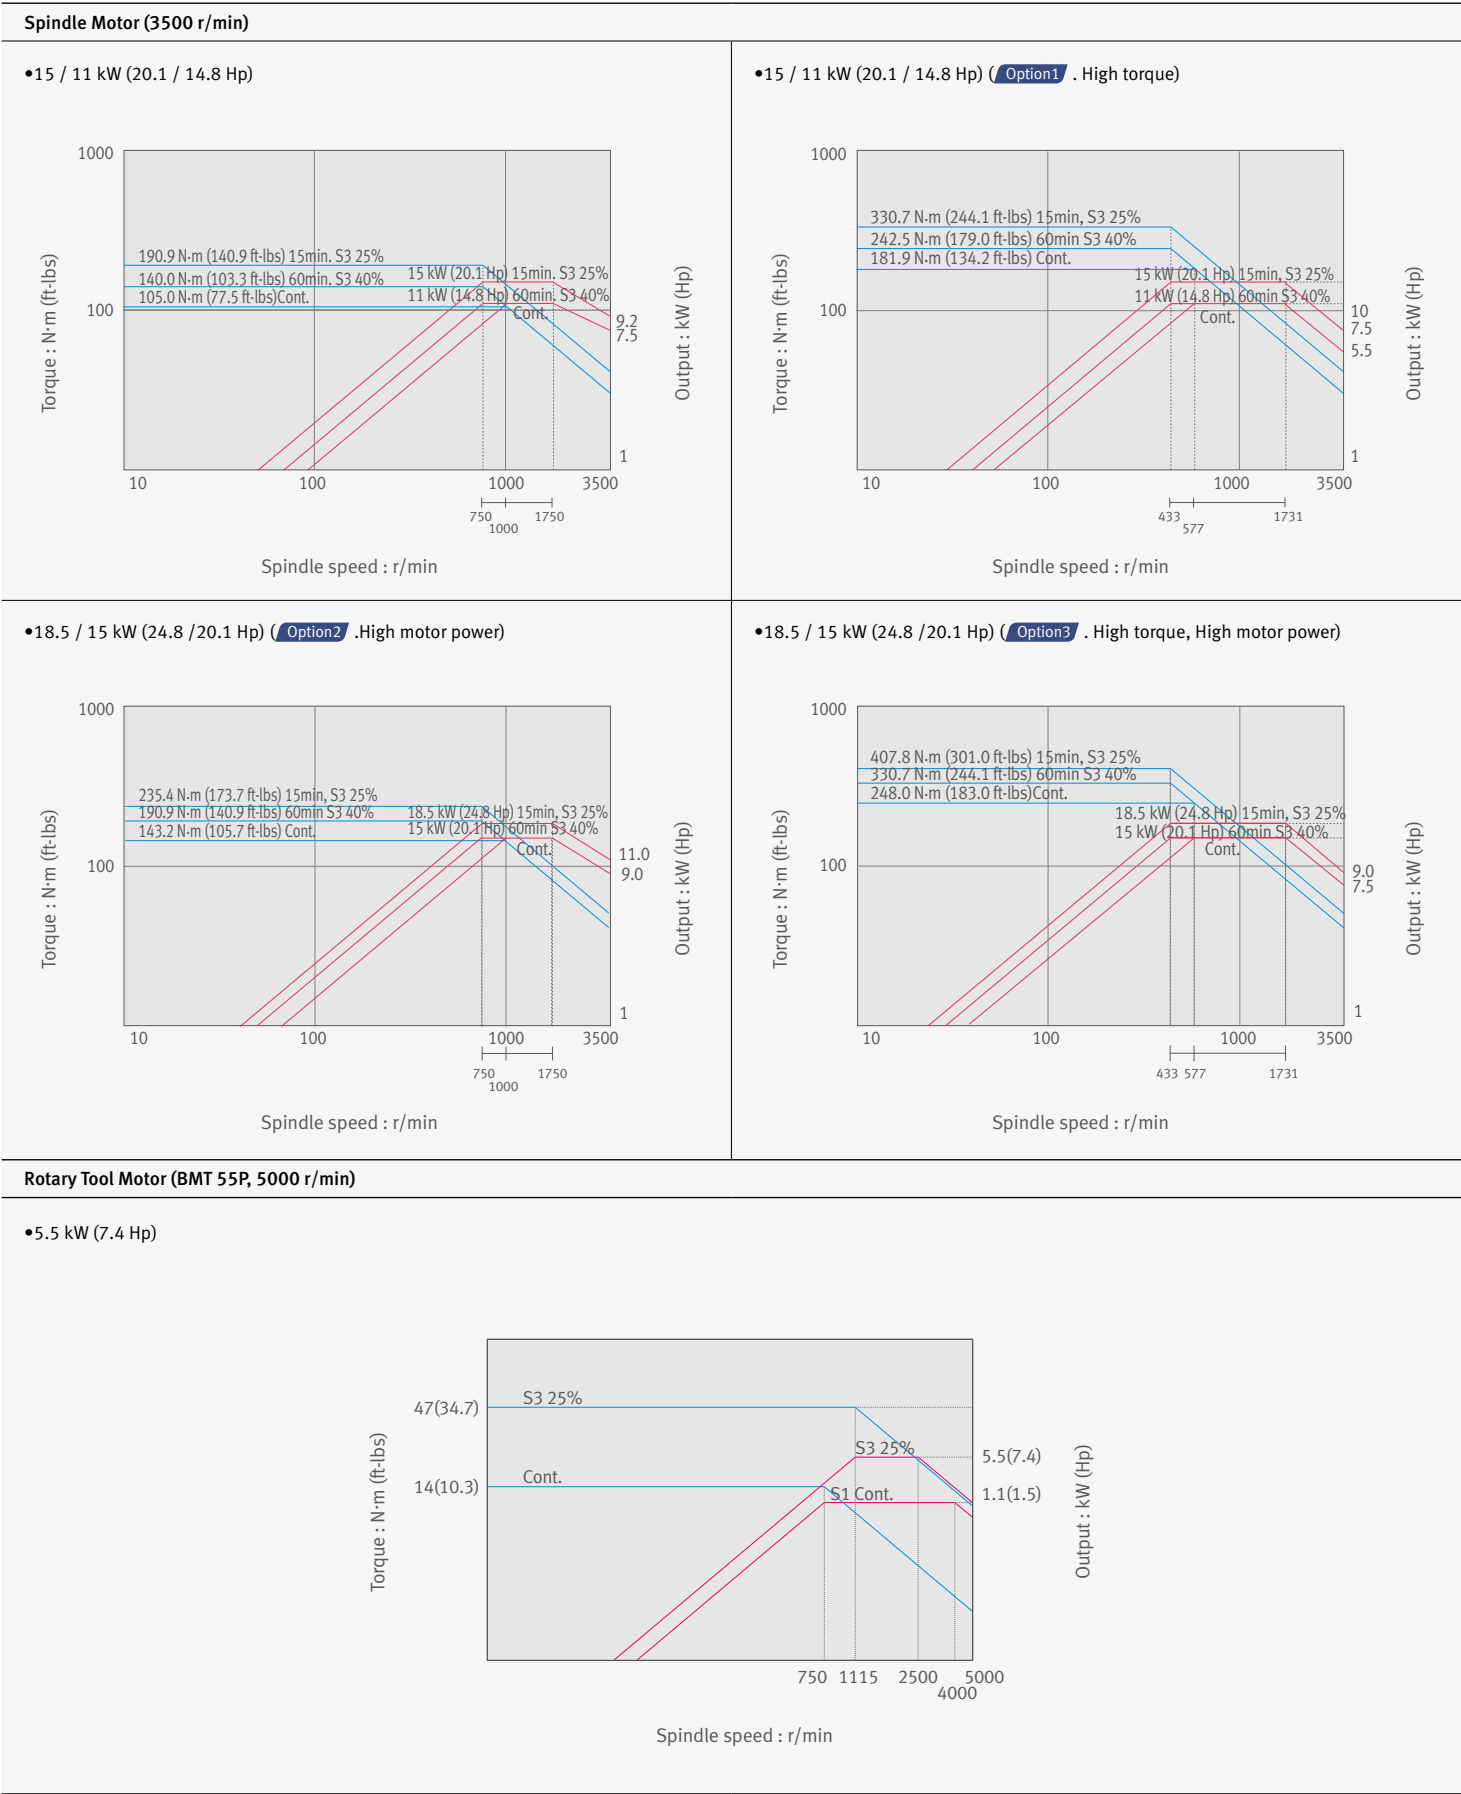 Spindle Motor (3500 r/min)
•15 / 11 kW (20.1 / 14.8 Hp)
1000
190.9 N·m (140.9 ft-lbs) 15min. S3 25%
140.0 N·m (103.3 ft-lbs) 60min. S3 40%
105.0 N·m (77.5 ft-lbs)Cont.
15 kW (20.1 Hp) 15min. S3 25%
11 kW (14.8 Hp) 60min. S3 40%
Cont.
100
9.2
7.5
1
Torque : N·m (ft-lbs)
Output : kW (Hp)
10 100 1000 3500
750 1750
1000
Spindle speed : r/min
•15 / 11 kW (20.1 / 14.8 Hp) ( Option1 . High torque)
1000
330.7 N·m (244.1 ft-lbs) 15min, S3 25%
242.5 N·m (179.0 ft-lbs) 60min S3 40%
181.9 N·m (134.2 ft-lbs) Cont.
15 kW (20.1 Hp) 15min, S3 25%
11 kW (14.8 Hp) 60min S3 40%
Cont.
100
10
7.5
5.5
1
Torque : N·m (ft-lbs)
Output : kW (Hp)
10 100 1000 3500
433 1731
577
Spindle speed : r/min
•18.5 / 15 kW (24.8 /20.1 Hp) ( Option2 .High motor power)
1000
235.4 N·m (173.7 ft-lbs) 15min, S3 25%
190.9 N·m (140.9 ft-lbs) 60min S3 40%
143.2 N·m (105.7 ft-lbs) Cont.
18.5 kW (24.8 Hp) 15min, S3 25%
15 kW (20.1 Hp) 60min S3 40%
Cont.
100
11.0
9.0
1
Torque : N·m (ft-lbs)
Output : kW (Hp)
10 100 1000 3500
750 1750
1000
Spindle speed : r/min
•18.5 / 15 kW (24.8 /20.1 Hp) ( Option3 . High torque, High motor power)
1000
407.8 N·m (301.0 ft-lbs) 15min, S3 25%
330.7 N·m (244.1 ft-lbs) 60min S3 40%
248.0 N·m (183.0 ft-lbs)Cont.
18.5 kW (24.8 Hp) 15min, S3 25%
15 kW (20.1 Hp) 60min S3 40%
Cont.
100
9.0
7.5
1
Torque : N·m (ft-lbs)
Output : kW (Hp)
10 100 1000 3500
433 577 1731
Spindle speed : r/min
Rotary Tool Motor (BMT 55P, 5000 r/min)
•5.5 kW (7.4 Hp)
47(34.7)
S3 25%
S3 25%
5.5(7.4)
14(10.3)
Cont.
S1 Cont.
1.1(1.5)
Torque : N·m (ft-lbs)
Output : kW (Hp)
750 1115 2500 5000
4000
Spindle speed : r/min